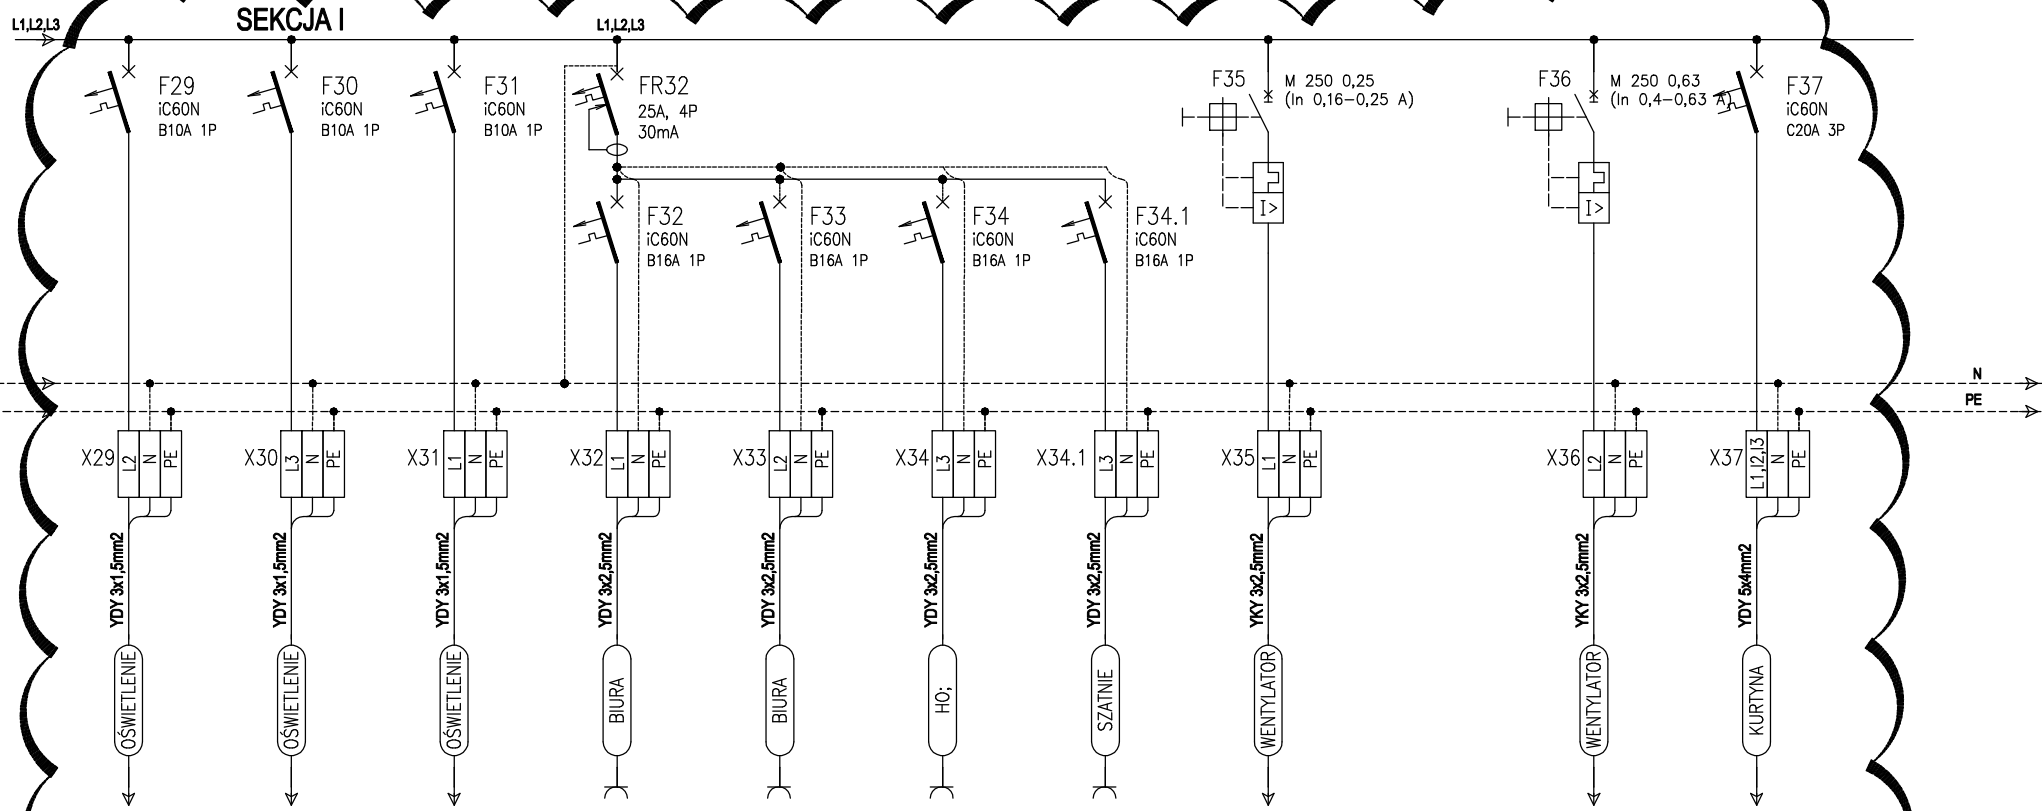 SEKCJA I
L1,L2,L3
L1,L2,L3
F29
iC60N
B10A 1P
F30
iC60N
B10A 1P
F31
iC60N
B10A 1P
FR32
25A, 4P
30mA
F35
M 250 0,25
(In 0,16-0,25 A)
F36
M 250 0,63
(In 0,4-0,63 A)
F37
iC60N
C20A 3P
F32
iC60N
B16A 1P
F33
iC60N
B16A 1P
F34
iC60N
B16A 1P
F34.1
iC60N
B16A 1P
I>
I>
N
PE
X29 L2 N PE
X30 L3 N PE
X31 L1 N PE
X32 L1 N PE
X33 L2 N PE
X34 L3 N PE
X34.1 L3 N PE
X35 L1 N PE
X36 L2 N PE
X37 L1,l2,l3 N PE
YDY 3x1,5mm2
YDY 3x1,5mm2
YDY 3x1,5mm2
YDY 3x2,5mm2
YDY 3x2,5mm2
YDY 3x2,5mm2
YDY 3x2,5mm2
YKY 3x2,5mm2
YKY 3x2,5mm2
YDY 5x4mm2
OŚWIETLENIE
OŚWIETLENIE
OŚWIETLENIE
BIURA
BIURA
HO;
SZATNIE
WENTYLATOR
WENTYLATOR
KURTYNA